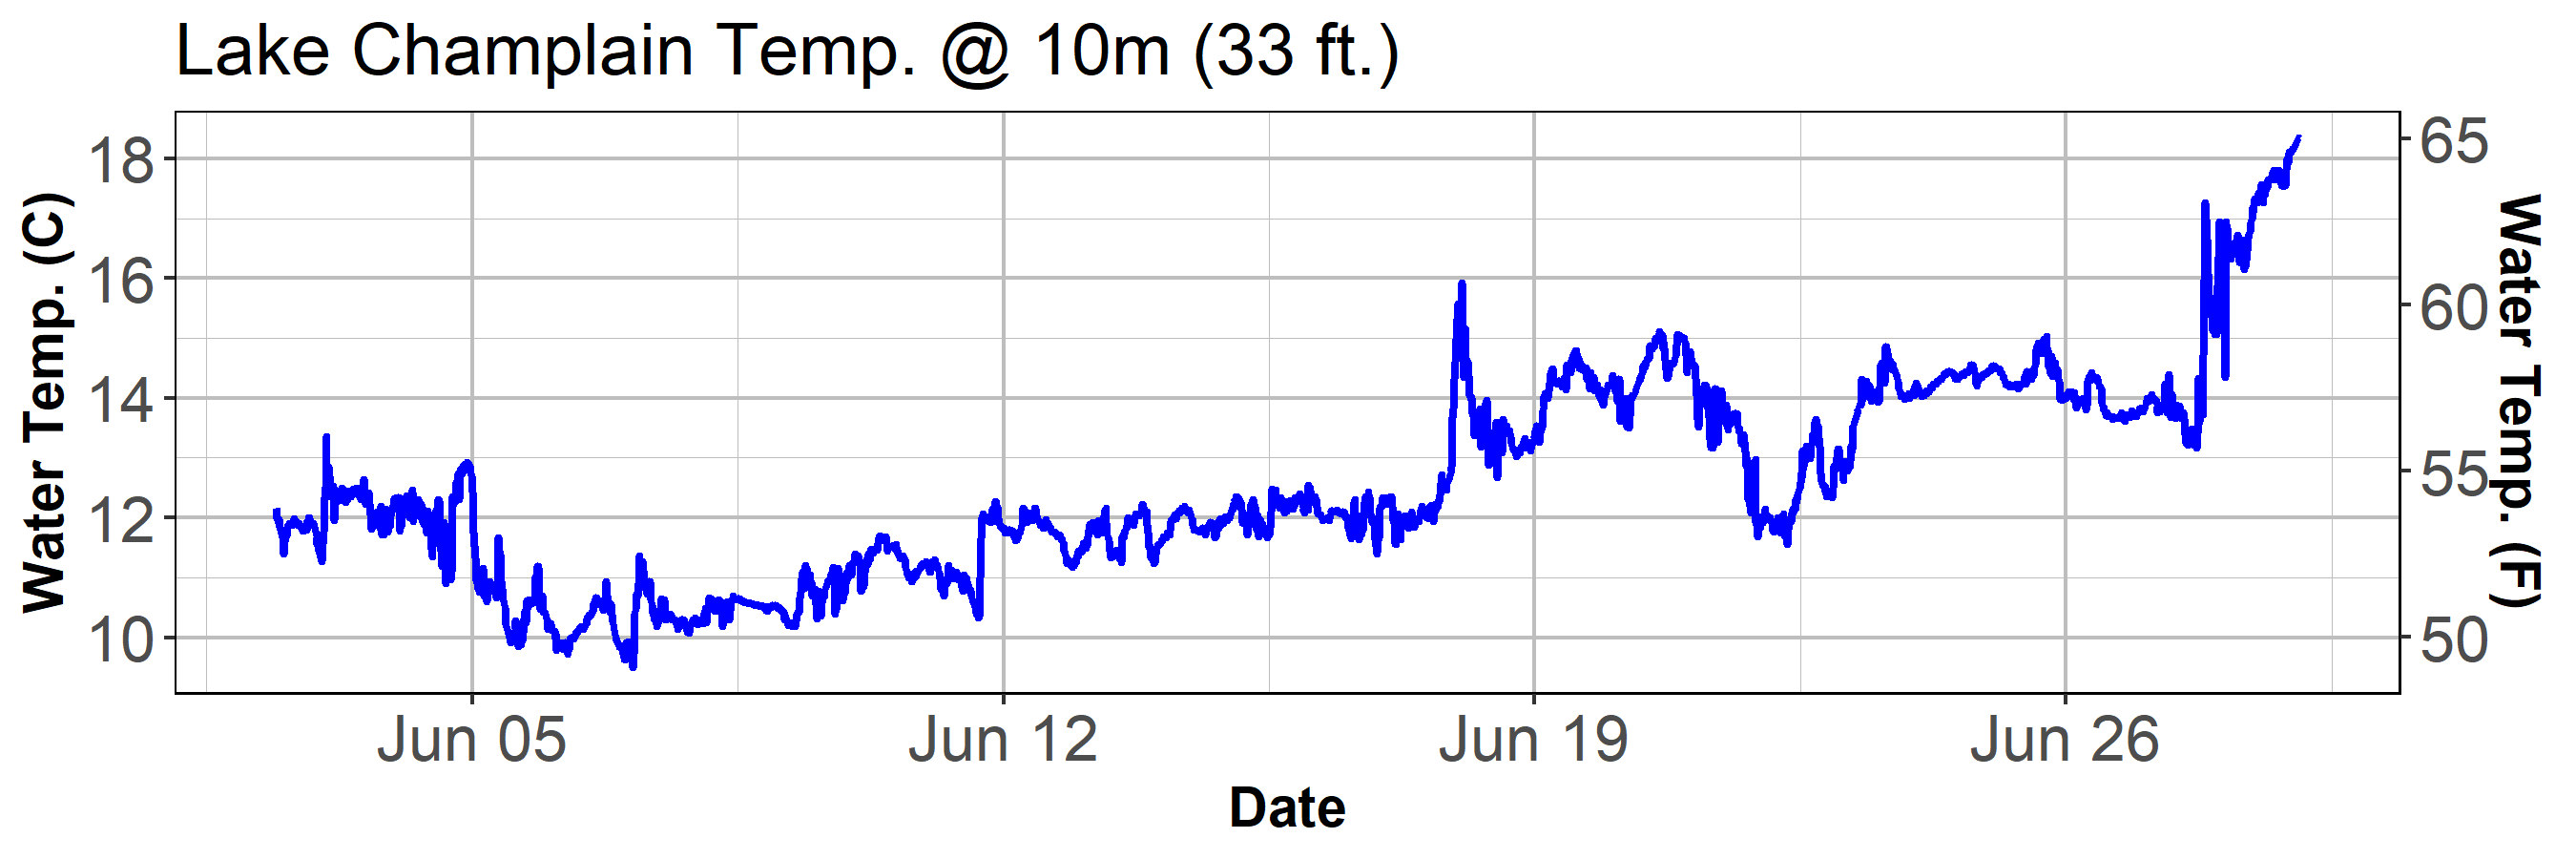 Lake Champlain Temp. @ 10m (33 ft.)
Water Temp. (C)
18
16
14
12
10
65
60
55
50
Water Temp. (F)
Jun 05 Jun 12 Jun 19 Jun 26
Date